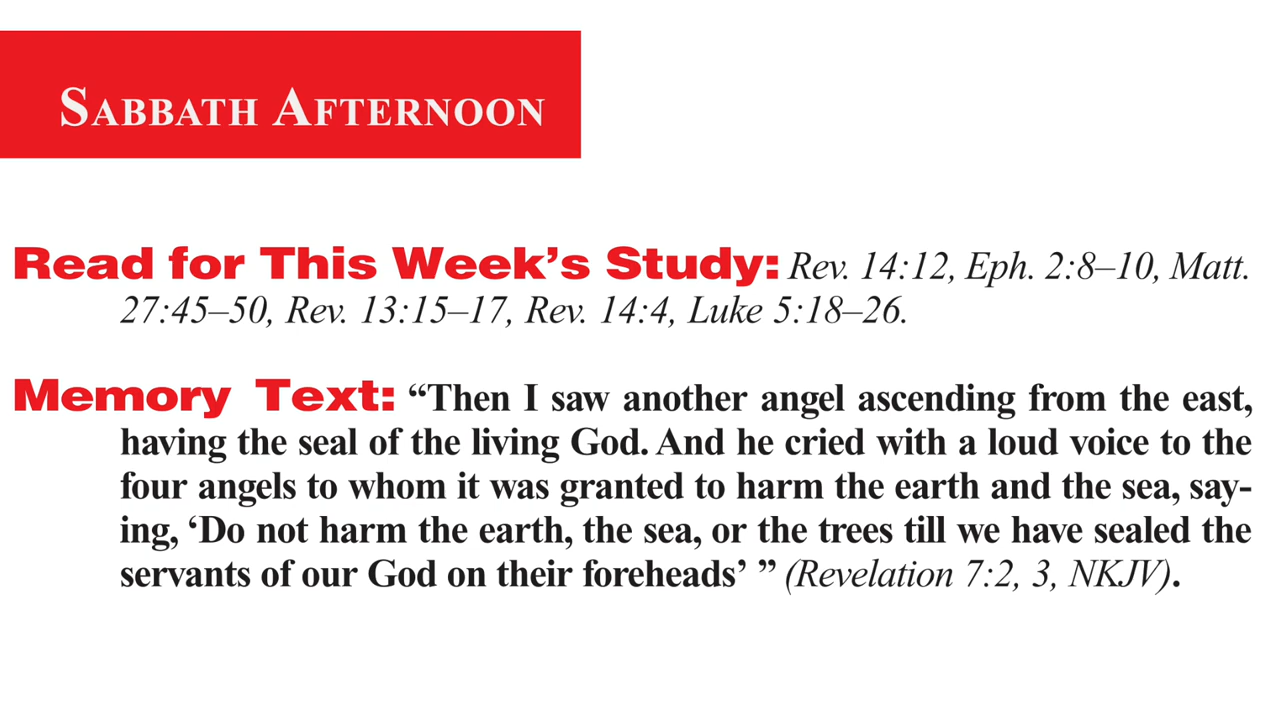 SABBATH AFTERNOON
Read for This Week’s Study: Rev. 14:12, Eph. 2:8–10, Matt.
27:45–50, Rev. 13:15–17, Rev. 14:4, Luke 5:18–26.
Memory Text: “Then I saw another angel ascending from the east,
having the seal of the living God. And he cried with a loud voice to the
four angels to whom it was granted to harm the earth and the sea, say-
ing, ‘Do not harm the earth, the sea, or the trees till we have sealed the
servants of our God on their foreheads’ ” (Revelation 7:2, 3, NKJV).